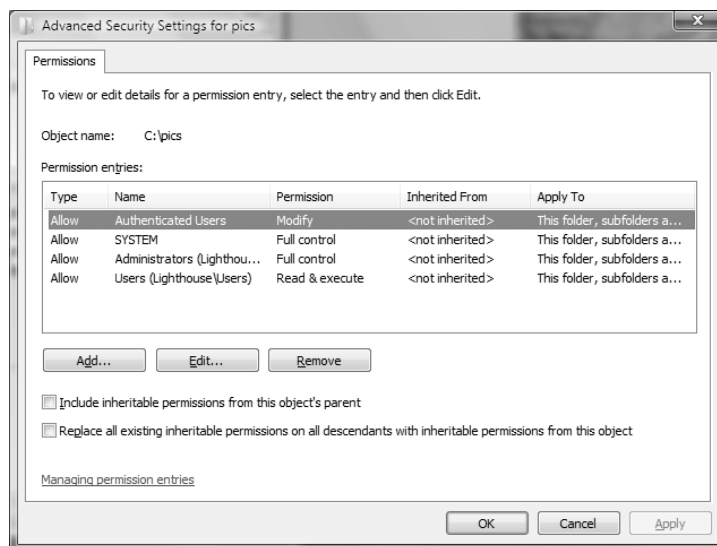 Advanced Security Settings for pics
Permissions
To view or edit details for a permission entry, select the entry and then click Edit.
Object name: C:\pics
Permission entries:
Type Name Permission Inherited From Apply To
Allow Authenticated Users Modify <not inherited> This folder, subfolders a...
Allow SYSTEM Full control <not inherited> This folder, subfolders a...
Allow Administrators (Lighthou... Full control <not inherited> This folder, subfolders a...
Allow Users (Lighthouse\Users) Read & execute <not inherited> This folder, subfolders a...
Add... Edit... Remove
Include inheritable permissions from this object's parent
Replace all existing inheritable permissions on all descendants with inheritable permissions from this object
Managing permission entries
OK Cancel Apply